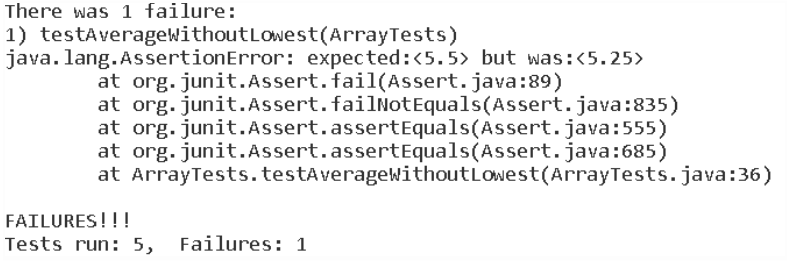 There was 1 failure:
1) testAverageWithoutLowest(ArrayTests)
java.lang.AssertionError: expected:<5.5> but was:<5.25>
        at org.junit.Assert.fail(Assert.java:89)
        at org.junit.Assert.failNotEquals(Assert.java:835)
        at org.junit.Assert.assertEquals(Assert.java:555)
        at org.junit.Assert.assertEquals(Assert.java:685)
        at ArrayTests.testAverageWithoutLowest(ArrayTests.java:36)

FAILURES!!!
Tests run: 5,  Failures: 1